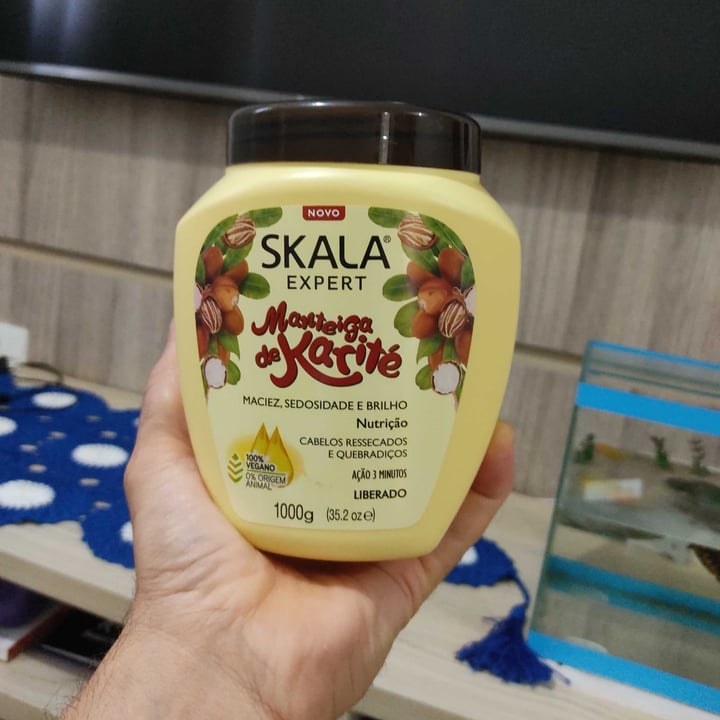 NOVO
SKALA®
EXPERT
Manteiga
de Karité
MACIEZ, SEDOSIDADE E BRILHO
Nutrição
CABELOS RESSECADOS
E QUEBRADIÇOS
100%
VEGANO
0% ORIGEM
ANIMAL
AÇÃO 3 MINUTOS
LIBERADO
1000g (35.2 oz ℮)